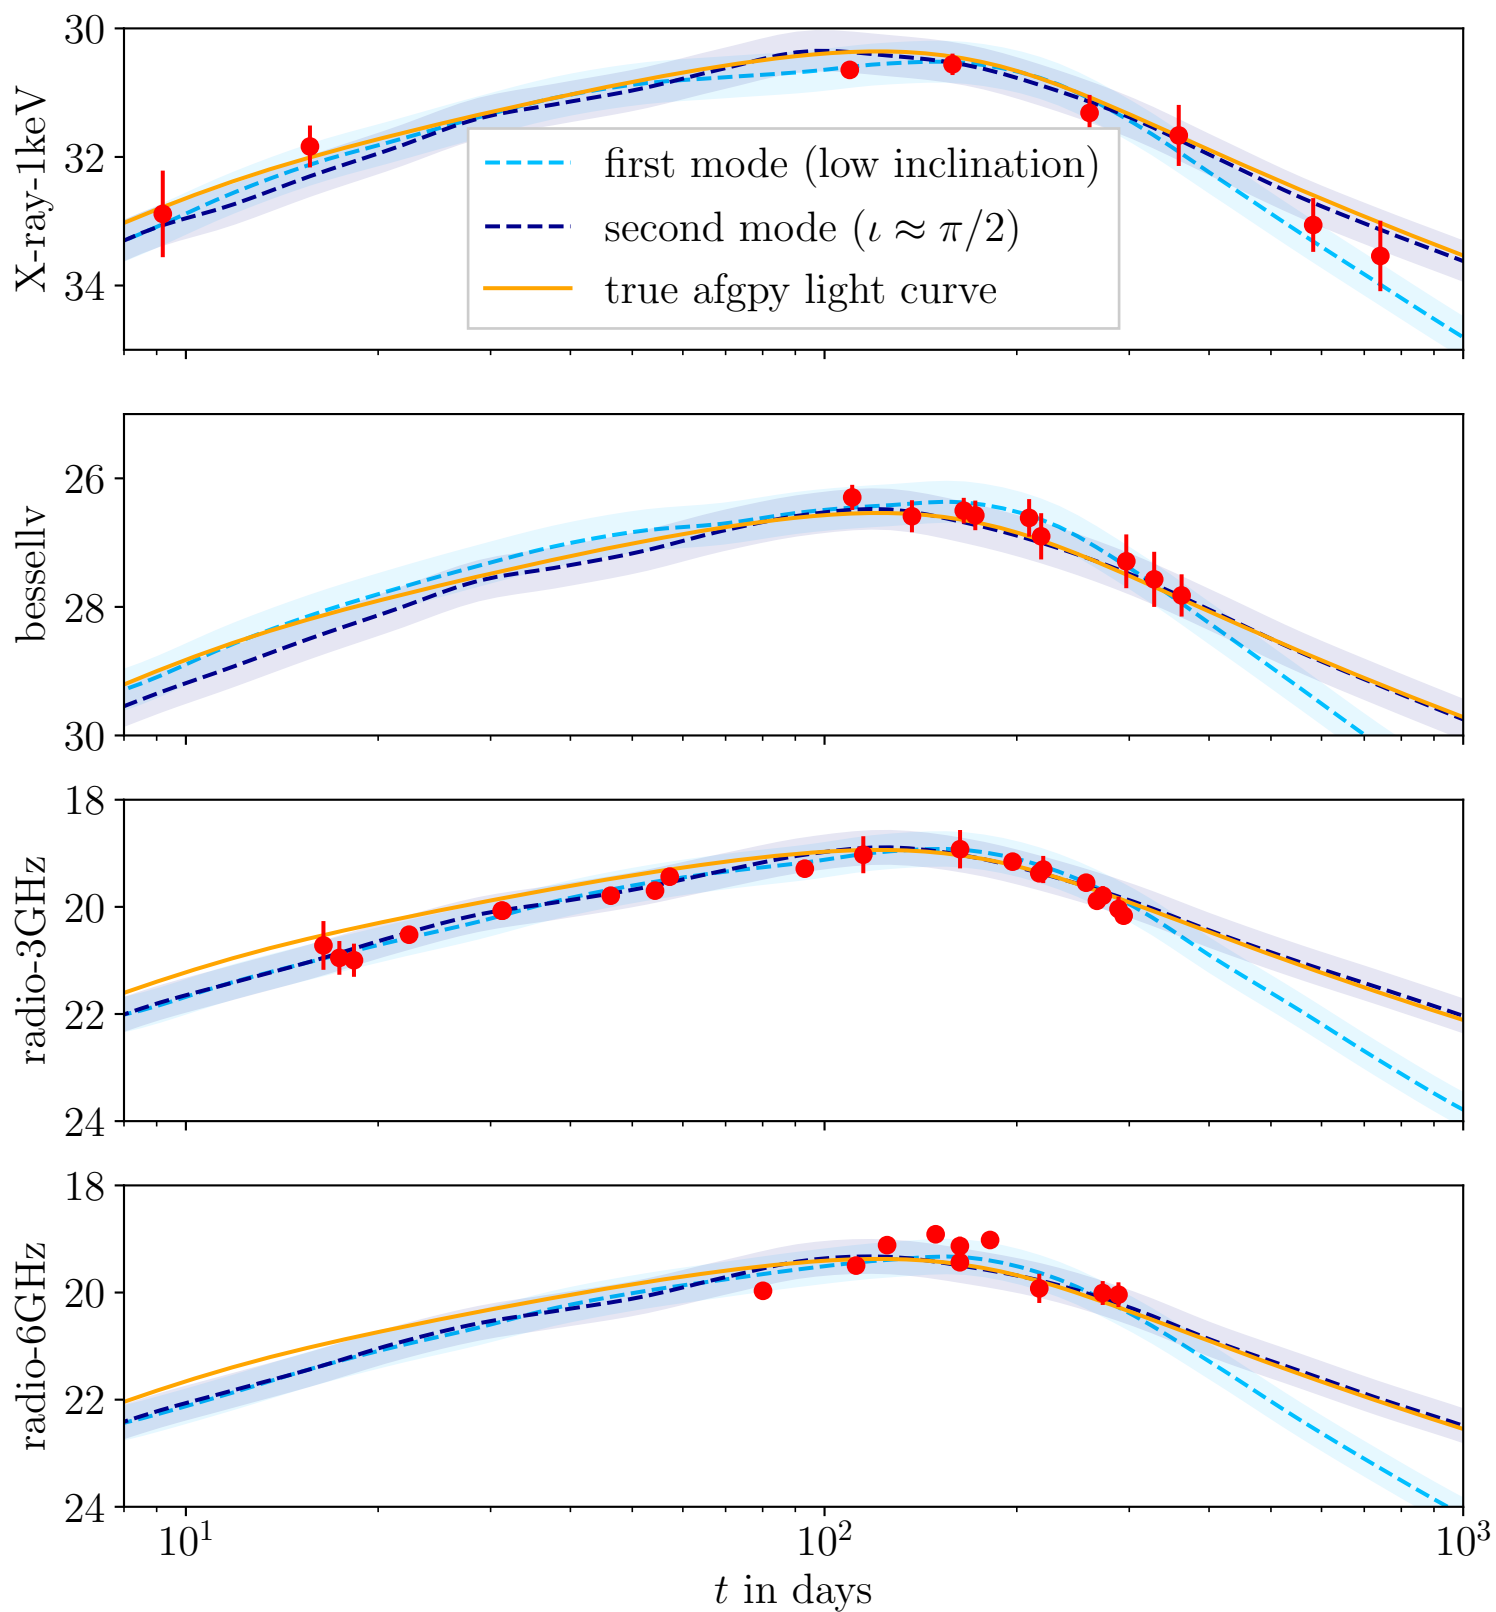 30
32
34
X-ray-1keV
first mode (low inclination)
second mode (ι ≈ π/2)
true afgpy light curve
26
28
30
bessellv
18
20
22
24
radio-3GHz
18
20
22
24
radio-6GHz
10¹ 10² 10³
t in days